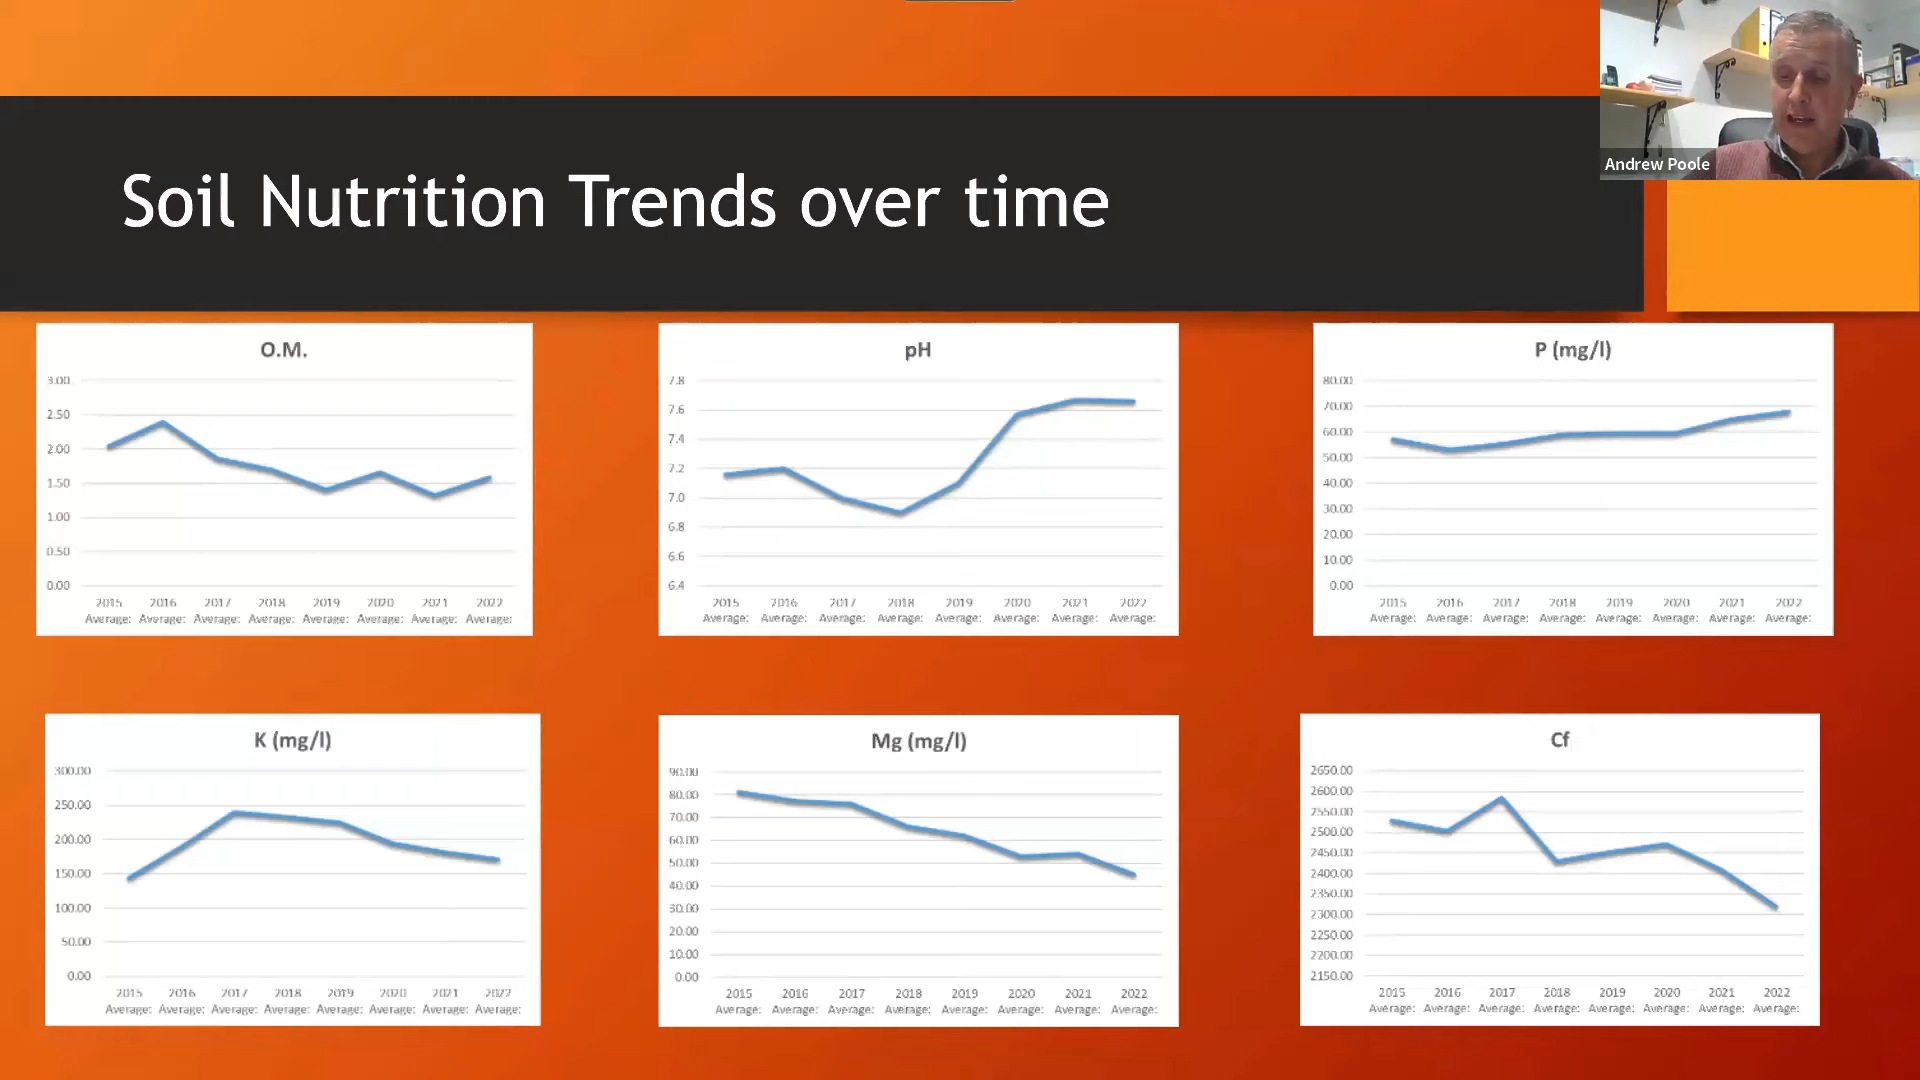 Andrew Poole
Soil Nutrition Trends over time
O.M.
3.00
2.50
2.00
1.50
1.00
0.50
0.00
2015 2016 2017 2018 2019 2020 2021 2022
Average: Average: Average: Average: Average: Average: Average: Average:
pH
7.8
7.6
7.4
7.2
7.0
6.8
6.6
6.4
2015 2016 2017 2018 2019 2020 2021 2022
Average: Average: Average: Average: Average: Average: Average: Average:
P (mg/l)
80.00
70.00
60.00
50.00
40.00
30.00
20.00
10.00
0.00
2015 2016 2017 2018 2019 2020 2021 2022
Average: Average: Average: Average: Average: Average: Average: Average:
K (mg/l)
300.00
250.00
200.00
150.00
100.00
50.00
0.00
2015 2016 2017 2018 2019 2020 2021 2022
Average: Average: Average: Average: Average: Average: Average: Average:
Mg (mg/l)
90.00
80.00
70.00
60.00
50.00
40.00
30.00
20.00
10.00
0.00
2015 2016 2017 2018 2019 2020 2021 2022
Average: Average: Average: Average: Average: Average: Average: Average:
Cf
2650.00
2600.00
2550.00
2500.00
2450.00
2400.00
2350.00
2300.00
2250.00
2200.00
2150.00
2015 2016 2017 2018 2019 2020 2021 2022
Average: Average: Average: Average: Average: Average: Average: Average: